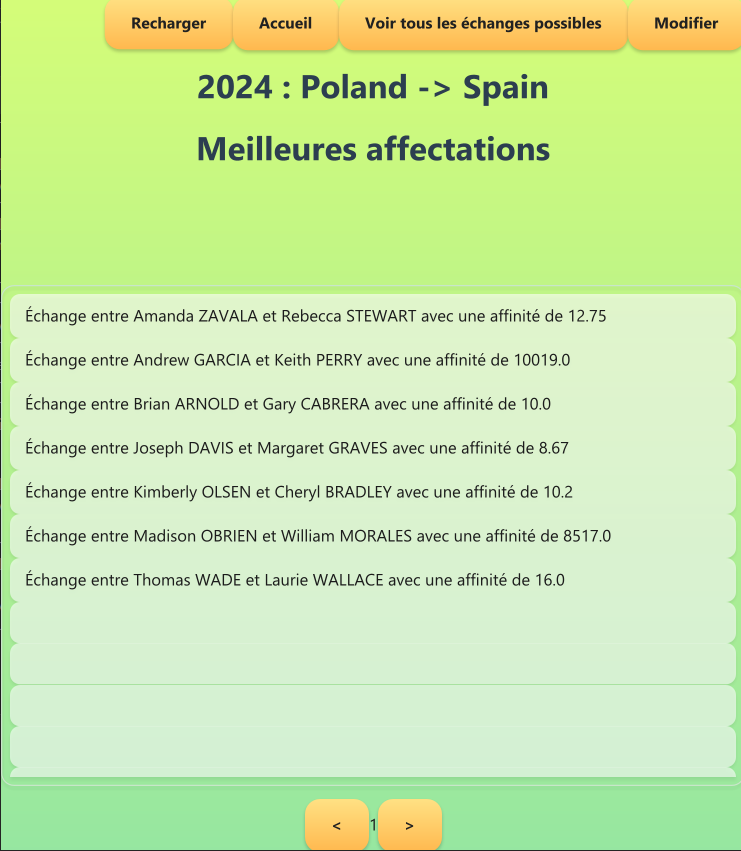 Recharger Accueil Voir tous les échanges possibles Modifier
2024 : Poland -> Spain
Meilleures affectations
Échange entre Amanda ZAVALA et Rebecca STEWART avec une affinité de 12.75
Échange entre Andrew GARCIA et Keith PERRY avec une affinité de 10019.0
Échange entre Brian ARNOLD et Gary CABRERA avec une affinité de 10.0
Échange entre Joseph DAVIS et Margaret GRAVES avec une affinité de 8.67
Échange entre Kimberly OLSEN et Cheryl BRADLEY avec une affinité de 10.2
Échange entre Madison OBRIEN et William MORALES avec une affinité de 8517.0
Échange entre Thomas WADE et Laurie WALLACE avec une affinité de 16.0
< 1 >